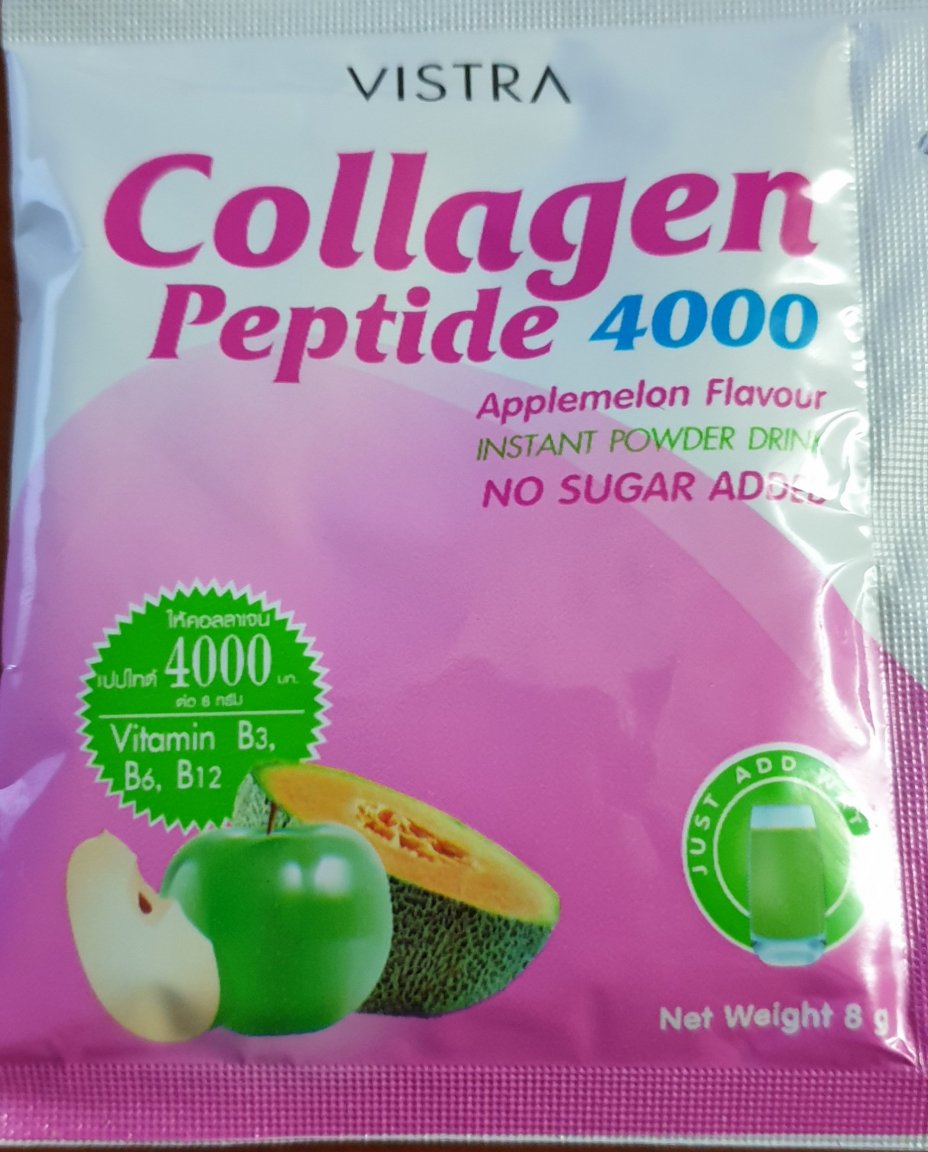 VISTRA
Collagen
Peptide 4000
Applemelon Flavour
INSTANT POWDER DRINK
NO SUGAR ADDED
ให้คอลลาเจน
เปปไทด์ 4000 มก.
ต่อ 8 กรัม
Vitamin B3,
B6, B12
JUST ADD
Net Weight 8 g